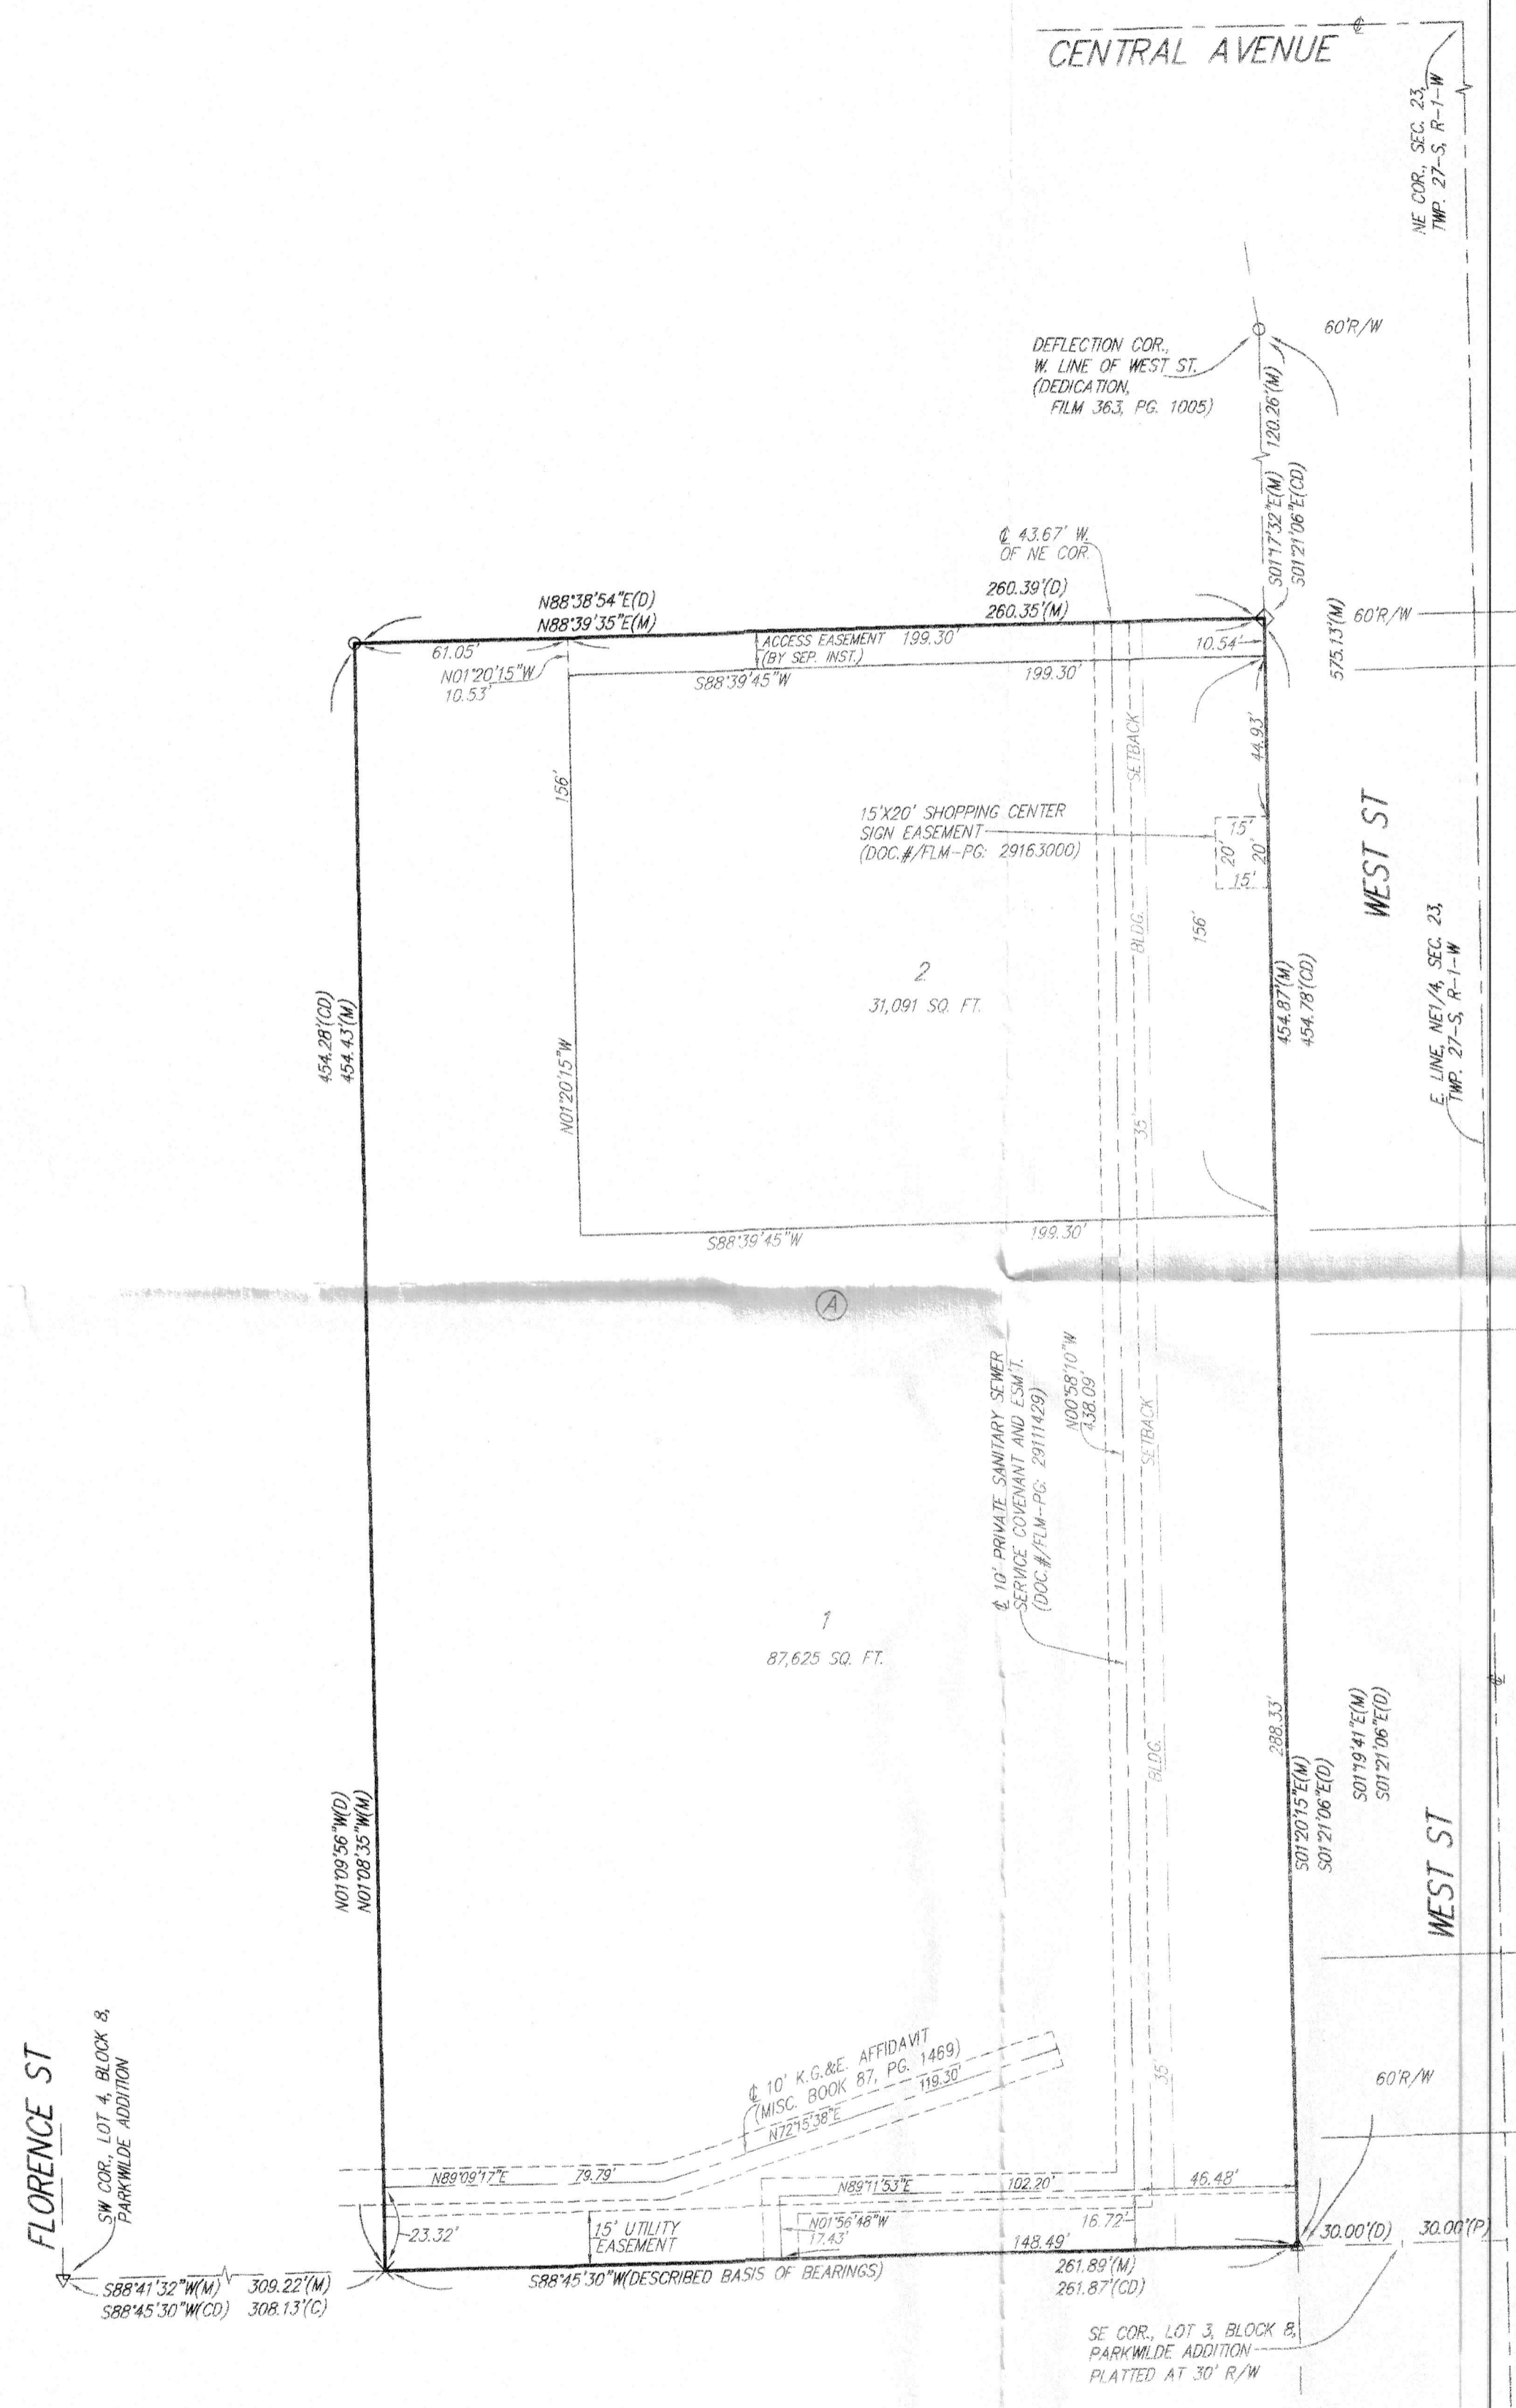 CENTRAL AVENUE
NE COR., SEC. 23,
TWP. 27-S, R-1-W
60'R/W
DEFLECTION COR.,
W. LINE OF WEST ST.
(DEDICATION,
FILM 363, PG. 1005)
120.26'(M)
S01°17'32"E(M)
S01°21'06"E(CD)
℄ 43.67' W.
OF NE COR.
N88°38'54"E(D)
N88°39'35"E(M)
260.39'(D)
260.35'(M)
575.13'(M)
60'R/W
61.05'
ACCESS EASEMENT 199.30'
(BY SEP. INST.)
10.54'
N01°20'15"W
10.53'
S88°39'45"W
199.30'
44.93'
SETBACK
156'
15'X20' SHOPPING CENTER
SIGN EASEMENT
(DOC.#/FLM-PG: 29163000)
15'
20'
20'
15'
WEST ST
BLDG.
156'
2
31,091 SQ. FT.
454.28'(CD)
454.43'(M)
454.87'(M)
454.78'(CD)
E. LINE, NE1/4, SEC. 23,
TWP. 27-S, R-1-W
N01°20'15"W
35'
S88°39'45"W
199.30'
A
℄ 10' PRIVATE SANITARY SEWER
SERVICE COVENANT AND ESM'T.
(DOC.#/FLM-PG: 29111429)
N00°58'10"W
438.09'
SETBACK
1
87,625 SQ. FT.
288.33'
BLDG.
S01°19'41"E(M)
S01°21'06"E(D)
S01°20'15"E(M)
S01°21'06"E(D)
N01°09'56"W(D)
N01°08'35"W(M)
WEST ST
FLORENCE ST
SW COR., LOT 4, BLOCK 8,
PARKWILDE ADDITION
℄ 10' K.G.&E. AFFIDAVIT
(MISC. BOOK 87, PG. 1469)
N72°15'38"E
119.30'
35'
60'R/W
N89°09'17"E
79.79'
N89°11'53"E
102.20'
46.48'
23.32'
15' UTILITY
EASEMENT
N01°56'48"W
17.43'
16.72'
148.49'
30.00'(D)
30.00'(P)
S88°41'32"W(M) 309.22'(M)
S88°45'30"W(CD) 308.13'(C)
S88°45'30"W(DESCRIBED BASIS OF BEARINGS)
261.89'(M)
261.87'(CD)
SE COR., LOT 3, BLOCK 8,
PARKWILDE ADDITION
PLATTED AT 30' R/W